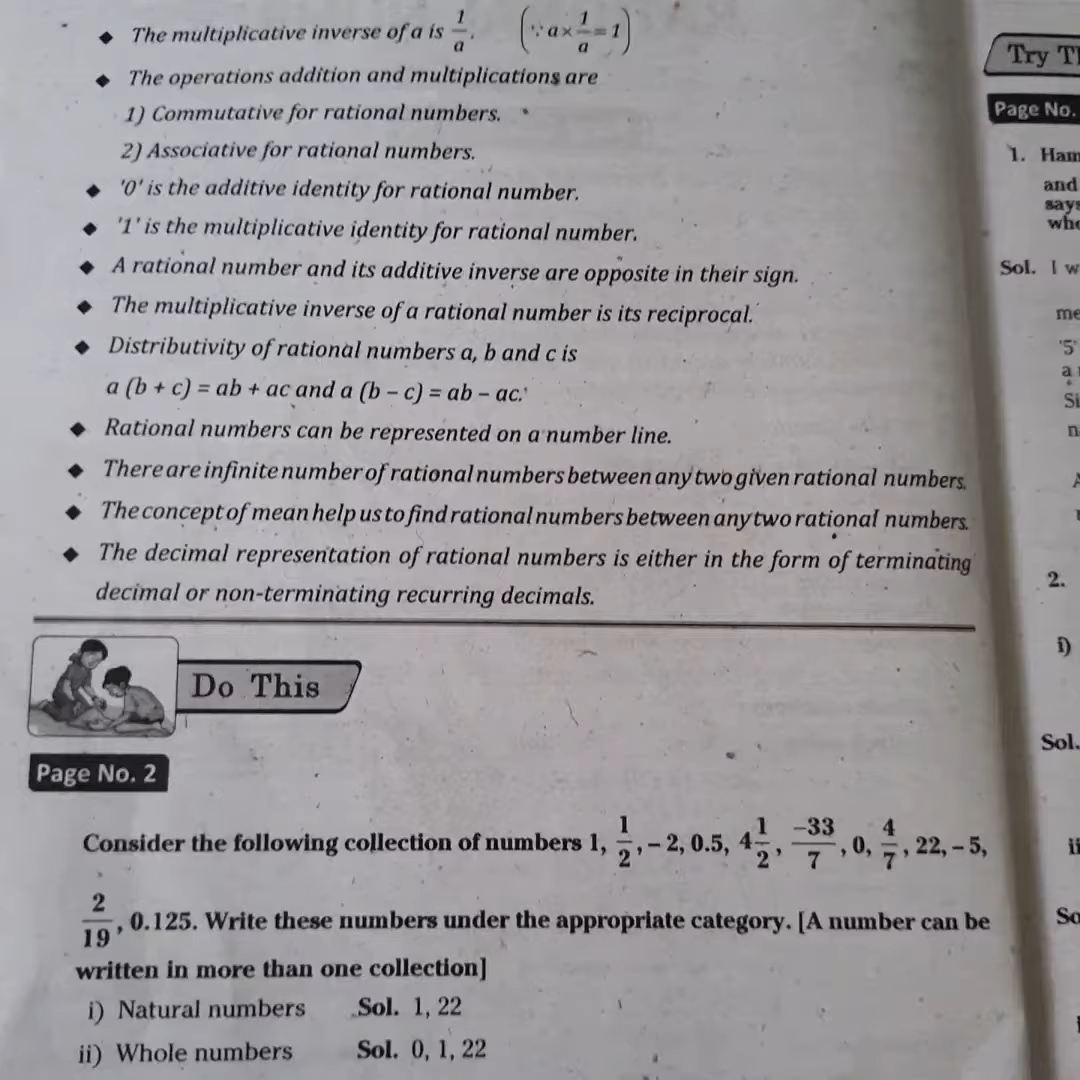 ◆ The multiplicative inverse of a is 1/a. (∵ a × 1/a = 1)
◆ The operations addition and multiplications are
1) Commutative for rational numbers.
2) Associative for rational numbers.
◆ '0' is the additive identity for rational number.
◆ '1' is the multiplicative identity for rational number.
◆ A rational number and its additive inverse are opposite in their sign.
◆ The multiplicative inverse of a rational number is its reciprocal.
◆ Distributivity of rational numbers a, b and c is
a (b + c) = ab + ac and a (b – c) = ab – ac.
◆ Rational numbers can be represented on a number line.
◆ There are infinite number of rational numbers between any two given rational numbers.
◆ The concept of mean help us to find rational numbers between any two rational numbers.
◆ The decimal representation of rational numbers is either in the form of terminating
decimal or non-terminating recurring decimals.
Do This
Page No. 2
Consider the following collection of numbers 1, 1/2, – 2, 0.5, 4 1/2, –33/7, 0, 4/7, 22, – 5,
2/19, 0.125. Write these numbers under the appropriate category. [A number can be
written in more than one collection]
i) Natural numbers Sol. 1, 22
ii) Whole numbers Sol. 0, 1, 22
Try
Page No.
1.
and
Sol. I
'5'
a
2.
i)
Sol.